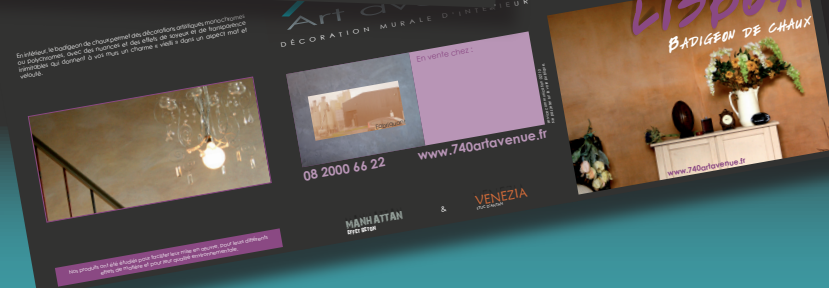 En intérieur, le badigeon de chaux permet des décorations artistiques monochromes
ou polychromes, avec des nuances et des effets de soyeux et de transparence
inimitables qui donnent à vos murs un charme « vieilli » dans un aspect mat et
velouté.
Nos produits ont été étudiés pour faciliter leur mise en œuvre, pour leurs différents
effets de matière et pour leur qualité environnementale.
Art
DÉCORATION MURALE D'INTÉRIEUR
En vente chez :
08 2000 66 22
www.740artavenue.fr
MANHATTAN
EFFET BÉTON
&
VENEZIA
BADIGEON DE CHAUX
www.740artavenue.fr